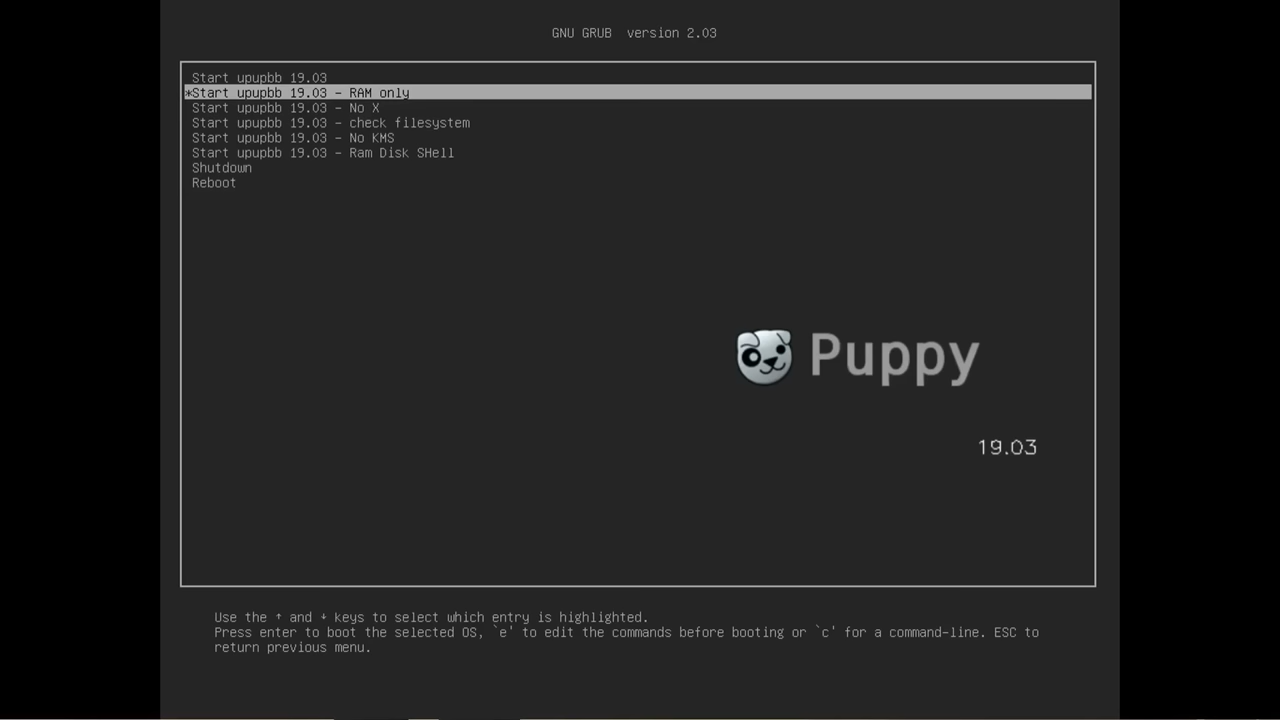 GNU GRUB  version 2.03
Start upupbb 19.03
*Start upupbb 19.03 - RAM only
Start upupbb 19.03 - No X
Start upupbb 19.03 - check filesystem
Start upupbb 19.03 - No KMS
Start upupbb 19.03 - Ram Disk SHell
Shutdown
Reboot
Puppy
19.03
Use the ↑ and ↓ keys to select which entry is highlighted.
Press enter to boot the selected OS, `e' to edit the commands before booting or `c' for a command-line. ESC to
return previous menu.